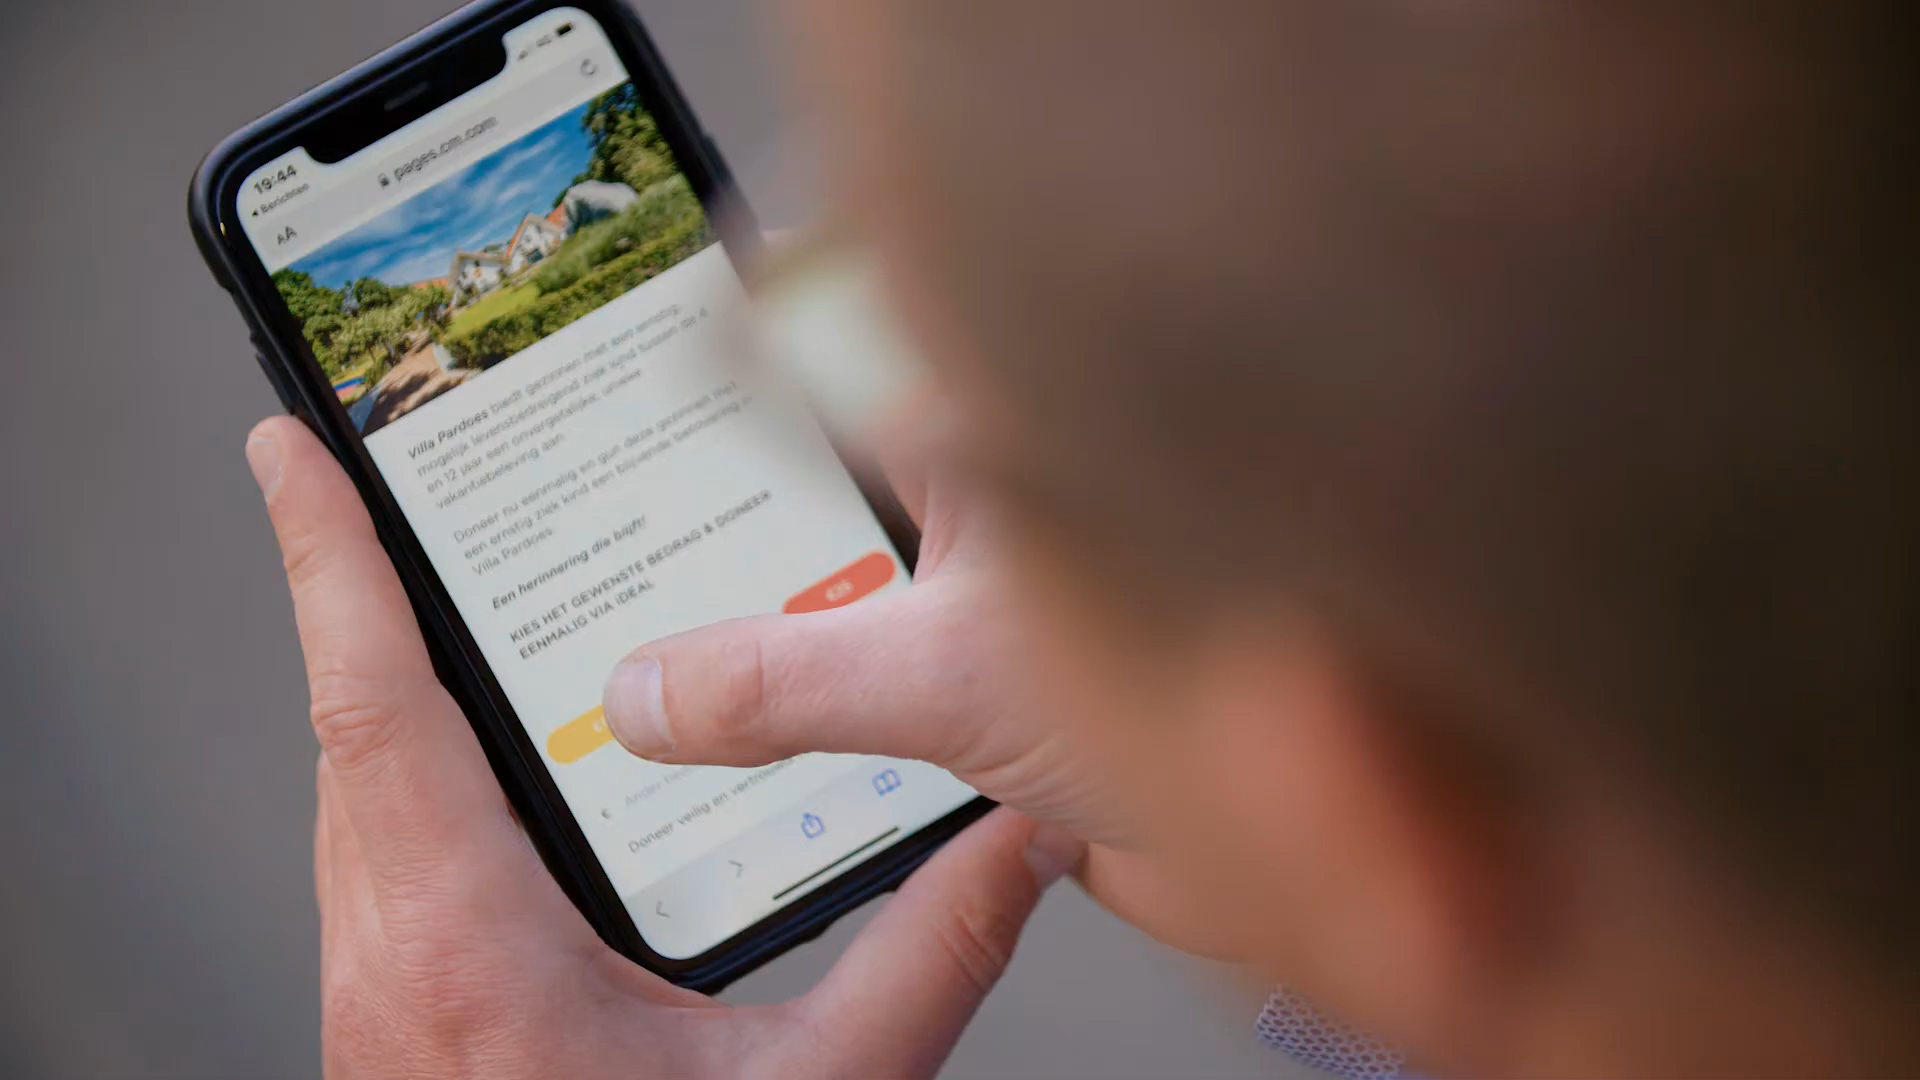 19:44
◂ Berichten
AA
pages.cm.com
Villa Pardoes biedt gezinnen met een ernstig,
mogelijk levensbedreigend ziek kind tussen de 4
en 12 jaar een onvergetelijke, unieke
vakantiebeleving aan.
Doneer nu eenmalig en gun deze gezinnen met
een ernstig ziek kind een blijvende herinnering
Villa Pardoes.
Een herinnering die blijft!
KIES HET GEWENSTE BEDRAG & DONEER
EENMALIG VIA iDEAL
€25
€
€ Ander
Doneer veilig en vertrouwd